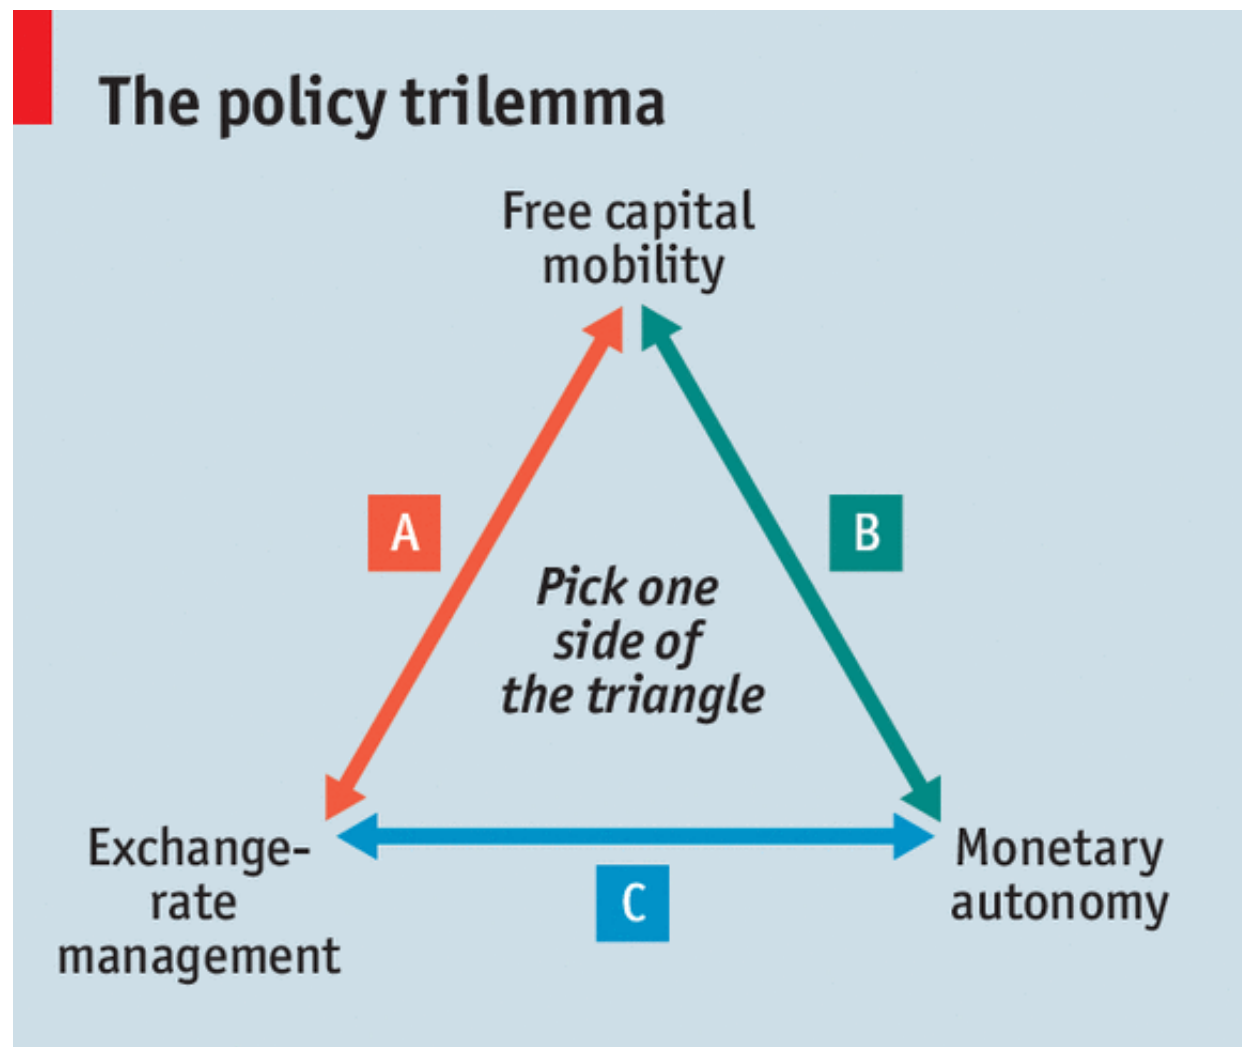 The policy trilemma
Free capital
mobility
A
B
Pick one
side of
the triangle
Exchange-
rate
management
Monetary
autonomy
C